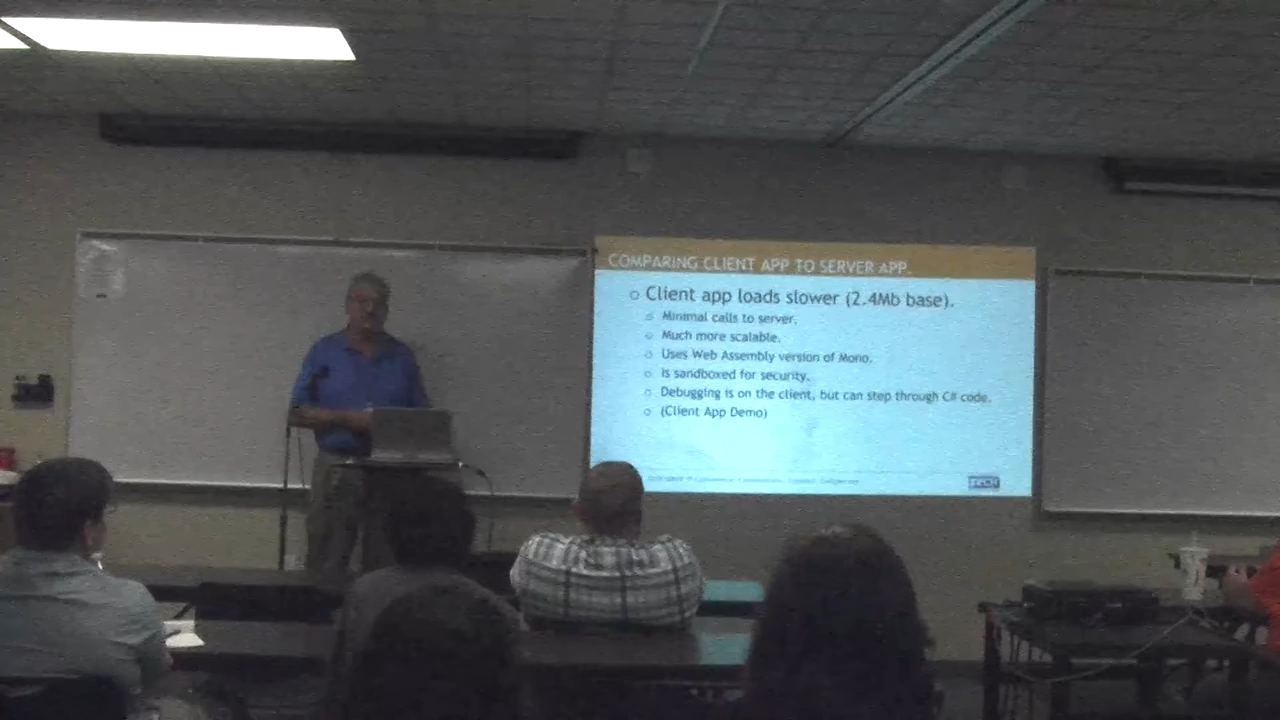 COMPARING CLIENT APP TO SERVER APP.
Client app loads slower (2.4Mb base).
Minimal calls to server.
Much more scalable.
Uses Web Assembly version of Mono.
Is sandboxed for security.
Debugging is on the client, but can step through C# code.
(Client App Demo)